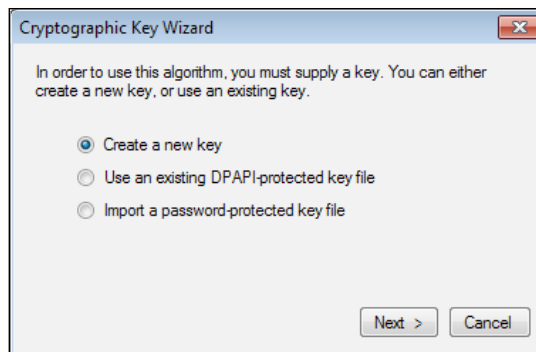 Cryptographic Key Wizard
In order to use this algorithm, you must supply a key. You can either
create a new key, or use an existing key.
Create a new key
Use an existing DPAPI-protected key file
Import a password-protected key file
Next >
Cancel